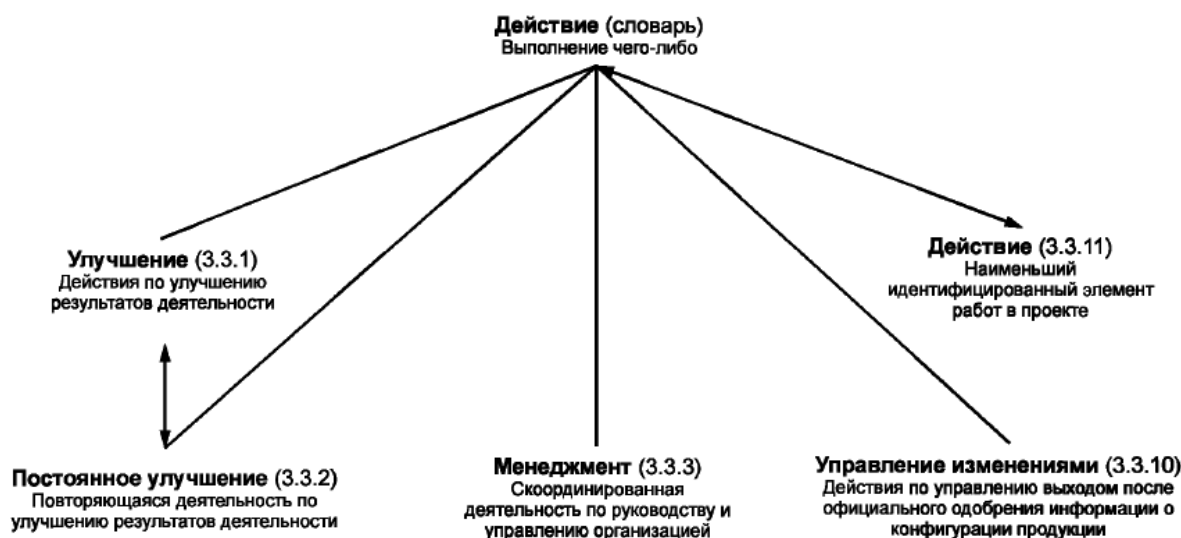 Действие (словарь)
Выполнение чего-либо
Улучшение (3.3.1)
Действия по улучшению
результатов деятельности
Действие (3.3.11)
Наименьший
идентифицированный элемент
работ в проекте
Постоянное улучшение (3.3.2)
Повторяющаяся деятельность по
улучшению результатов деятельности
Менеджмент (3.3.3)
Скоординированная
деятельность по руководству и
управлению организацией
Управление изменениями (3.3.10)
Действия по управлению выходом после
официального одобрения информации о
конфигурации продукции